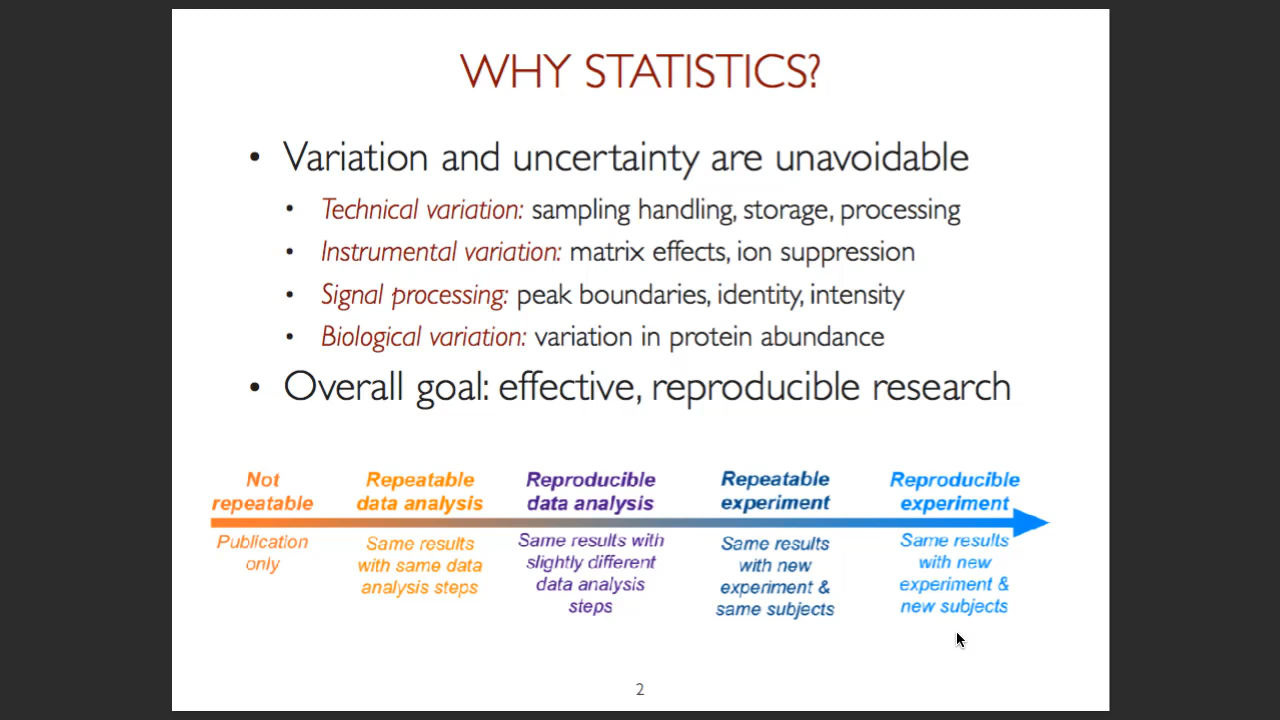 WHY STATISTICS?
• Variation and uncertainty are unavoidable
• Technical variation: sampling handling, storage, processing
• Instrumental variation: matrix effects, ion suppression
• Signal processing: peak boundaries, identity, intensity
• Biological variation: variation in protein abundance
• Overall goal: effective, reproducible research
Not
repeatable
Publication
only
Repeatable
data analysis
Same results
with same data
analysis steps
Reproducible
data analysis
Same results with
slightly different
data analysis
steps
Repeatable
experiment
Same results
with new
experiment &
same subjects
Reproducible
experiment
Same results
with new
experiment &
new subjects
2